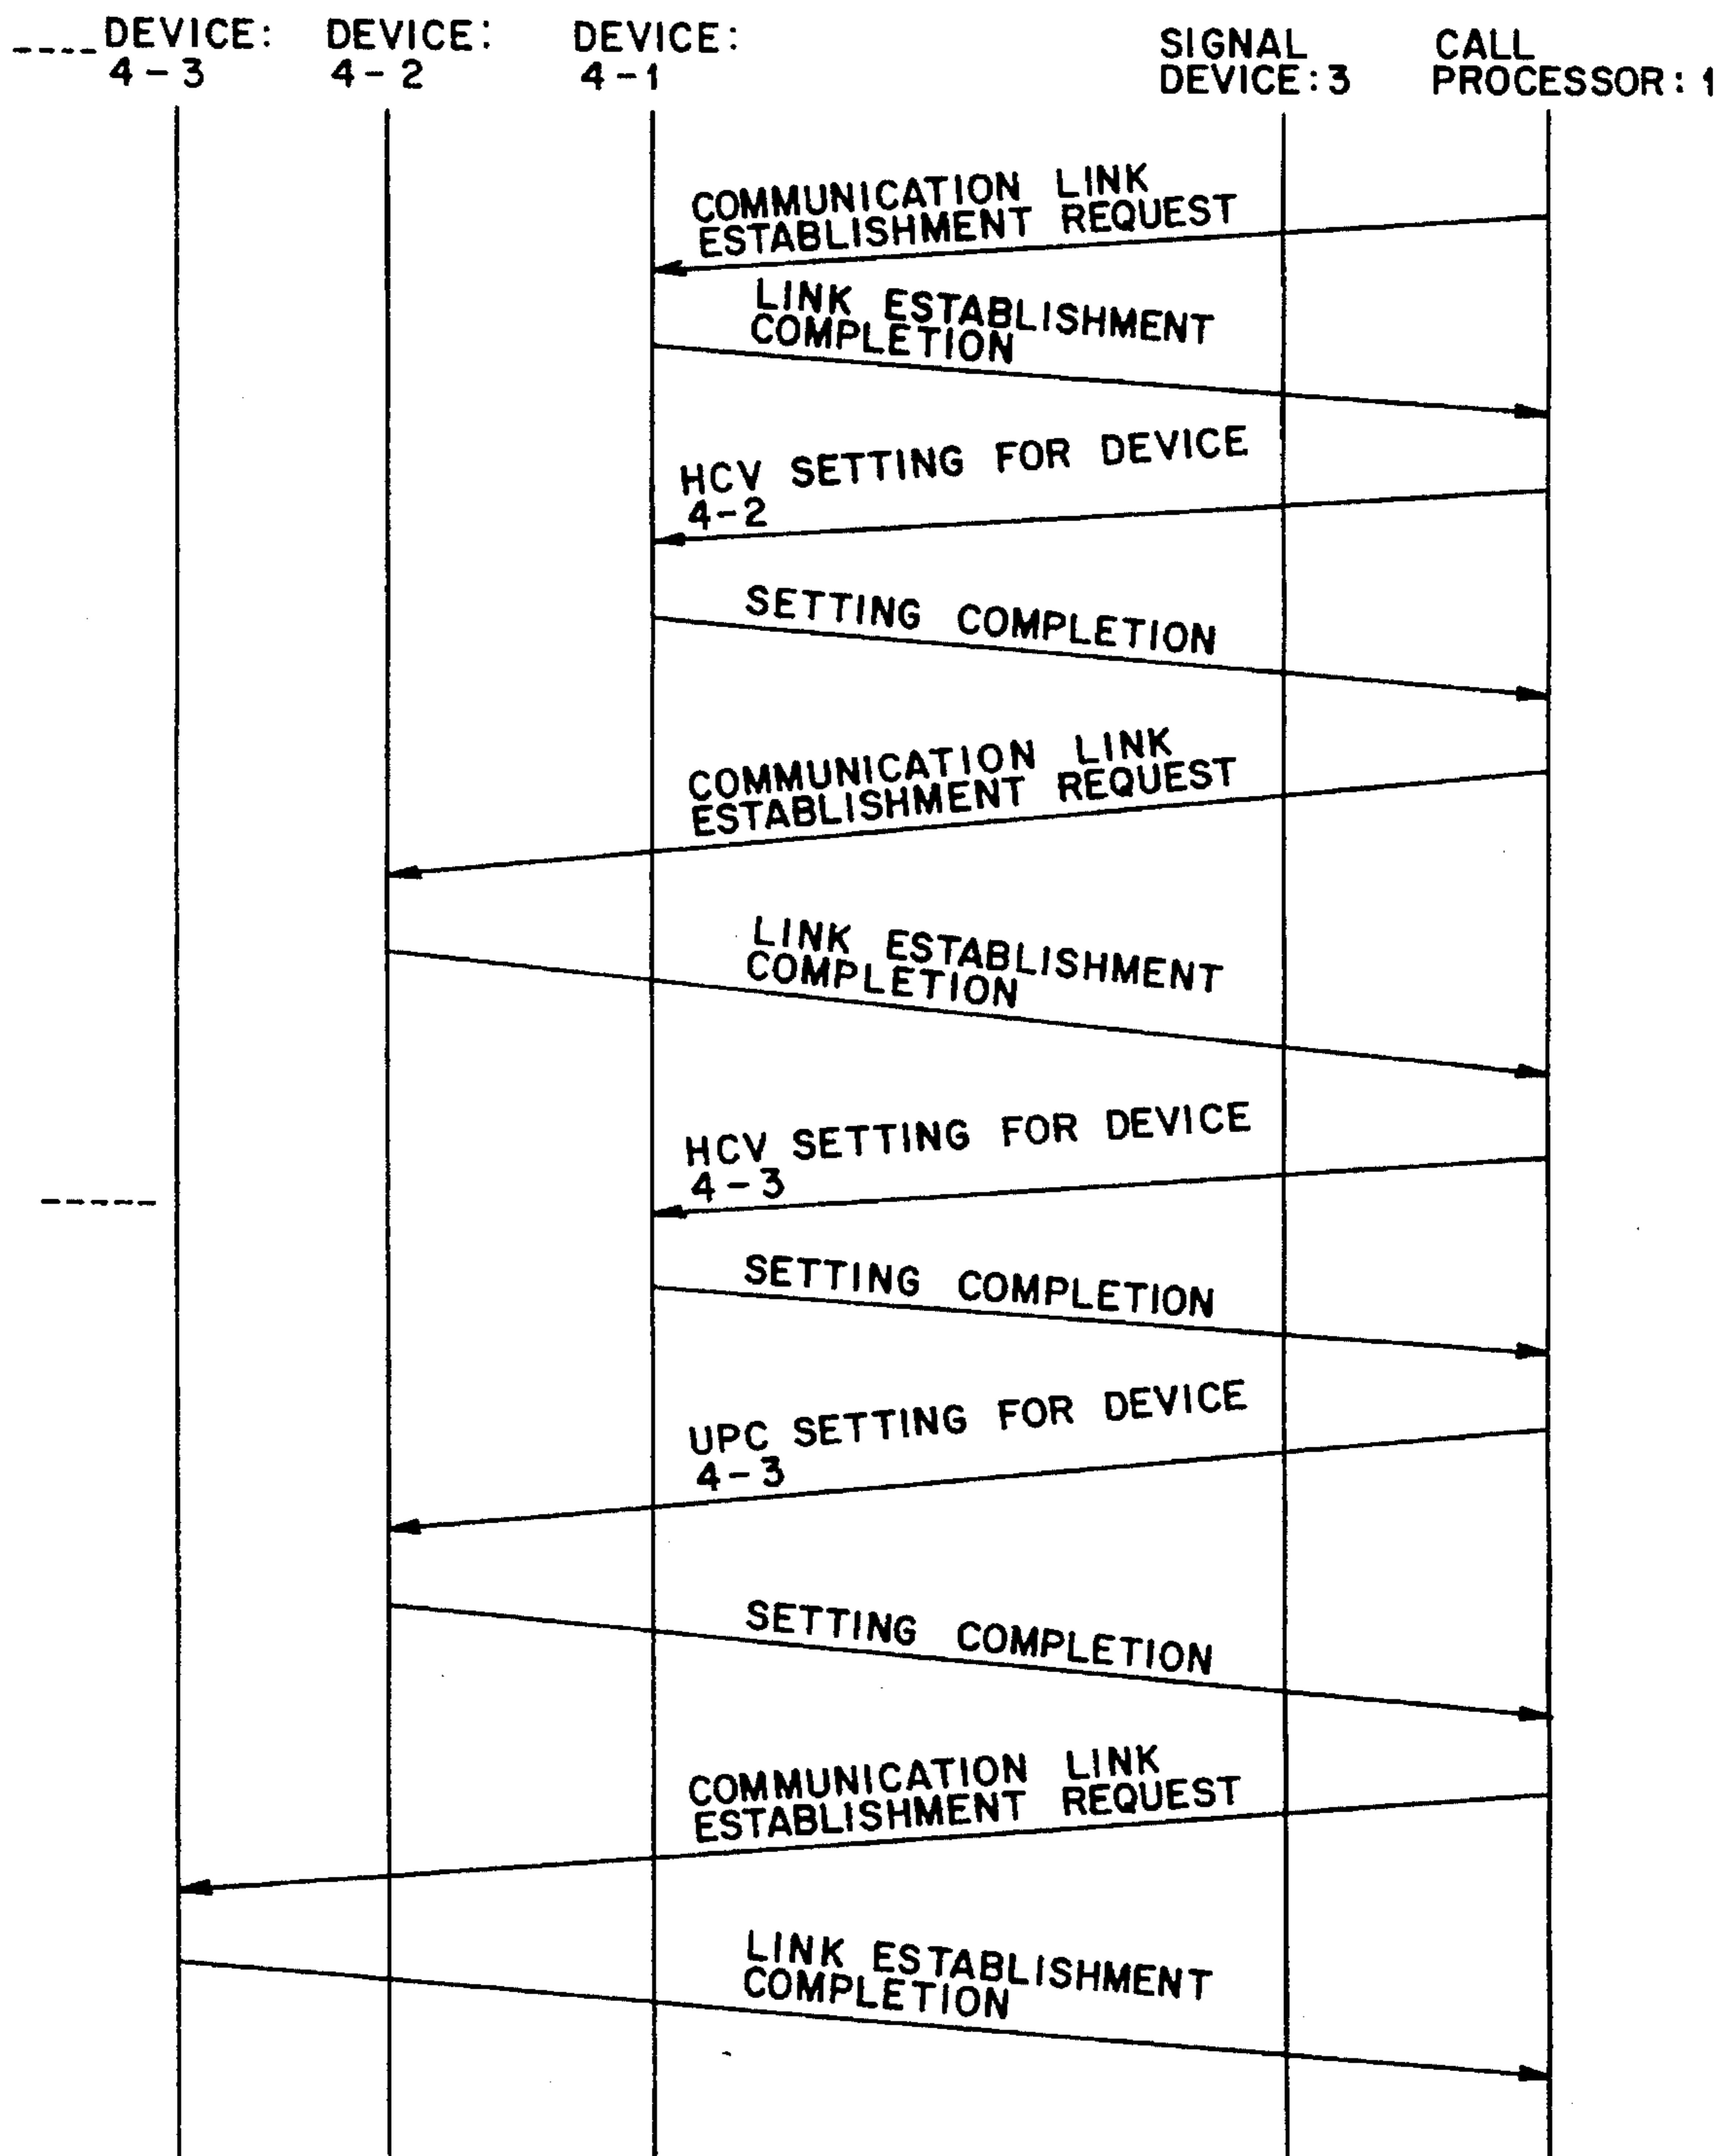 DEVICE: DEVICE: DEVICE: SIGNAL CALL
4-3 4-2 4-1 DEVICE:3 PROCESSOR:1
COMMUNICATION LINK
ESTABLISHMENT REQUEST
LINK ESTABLISHMENT
COMPLETION
HCV SETTING FOR DEVICE
4-2
SETTING COMPLETION
COMMUNICATION LINK
ESTABLISHMENT REQUEST
LINK ESTABLISHMENT
COMPLETION
HCV SETTING FOR DEVICE
4-3
SETTING COMPLETION
UPC SETTING FOR DEVICE
4-3
SETTING COMPLETION
COMMUNICATION LINK
ESTABLISHMENT REQUEST
LINK ESTABLISHMENT
COMPLETION